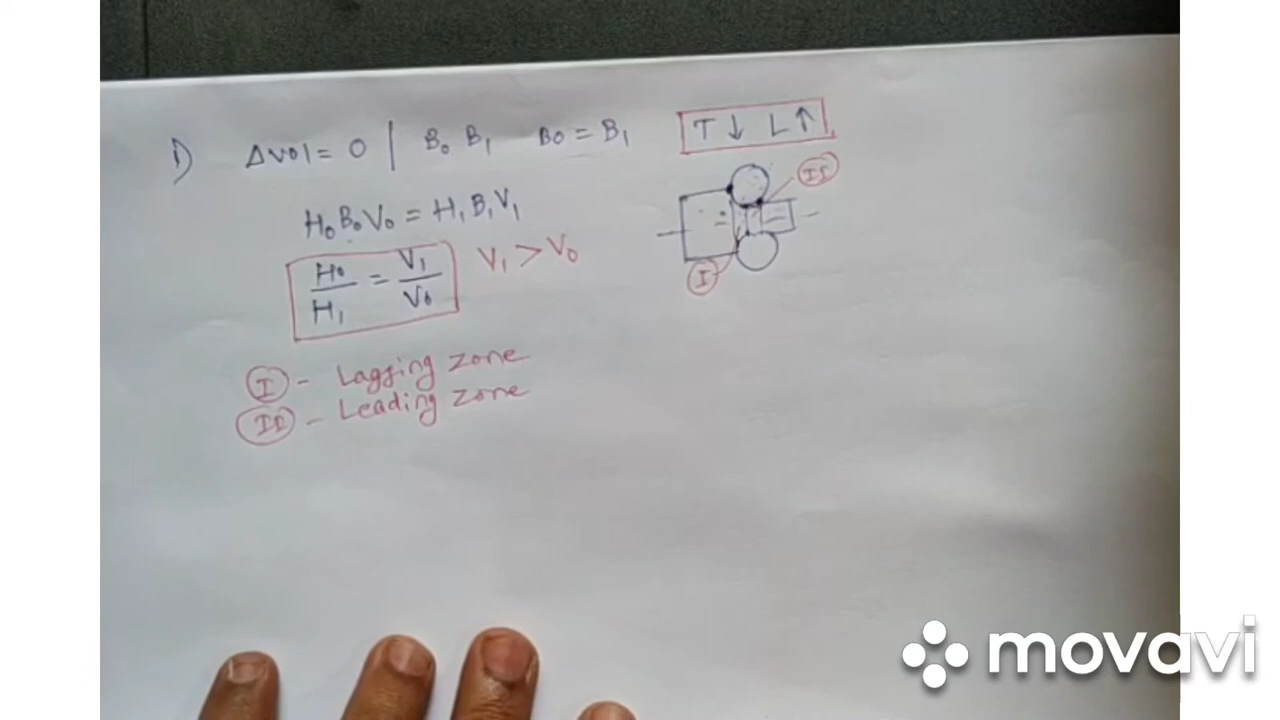 1) ΔVOl = 0 | B₀ B₁ B₀ = B₁
T ↓ L ↑
H₀B₀V₀ = H₁B₁V₁
H₀/H₁ = V₁/V₀ V₁ > V₀
II
I
I - Lagging zone
II - Leading zone
movavi